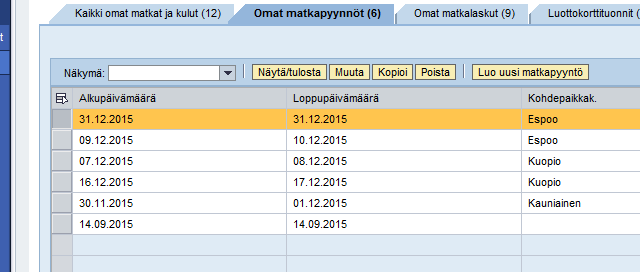 Kaikki omat matkat ja kulut (12) Omat matkapyynnöt (6) Omat matkalaskut (9) Luottokorttituonnit (
t
Näkymä: Näytä/tulosta Muuta Kopioi Poista Luo uusi matkapyyntö
Alkupäivämäärä Loppupäivämäärä Kohdepaikkak.
31.12.2015 31.12.2015 Espoo
09.12.2015 10.12.2015 Espoo
07.12.2015 08.12.2015 Kuopio
16.12.2015 17.12.2015 Kuopio
30.11.2015 01.12.2015 Kauniainen
14.09.2015 14.09.2015